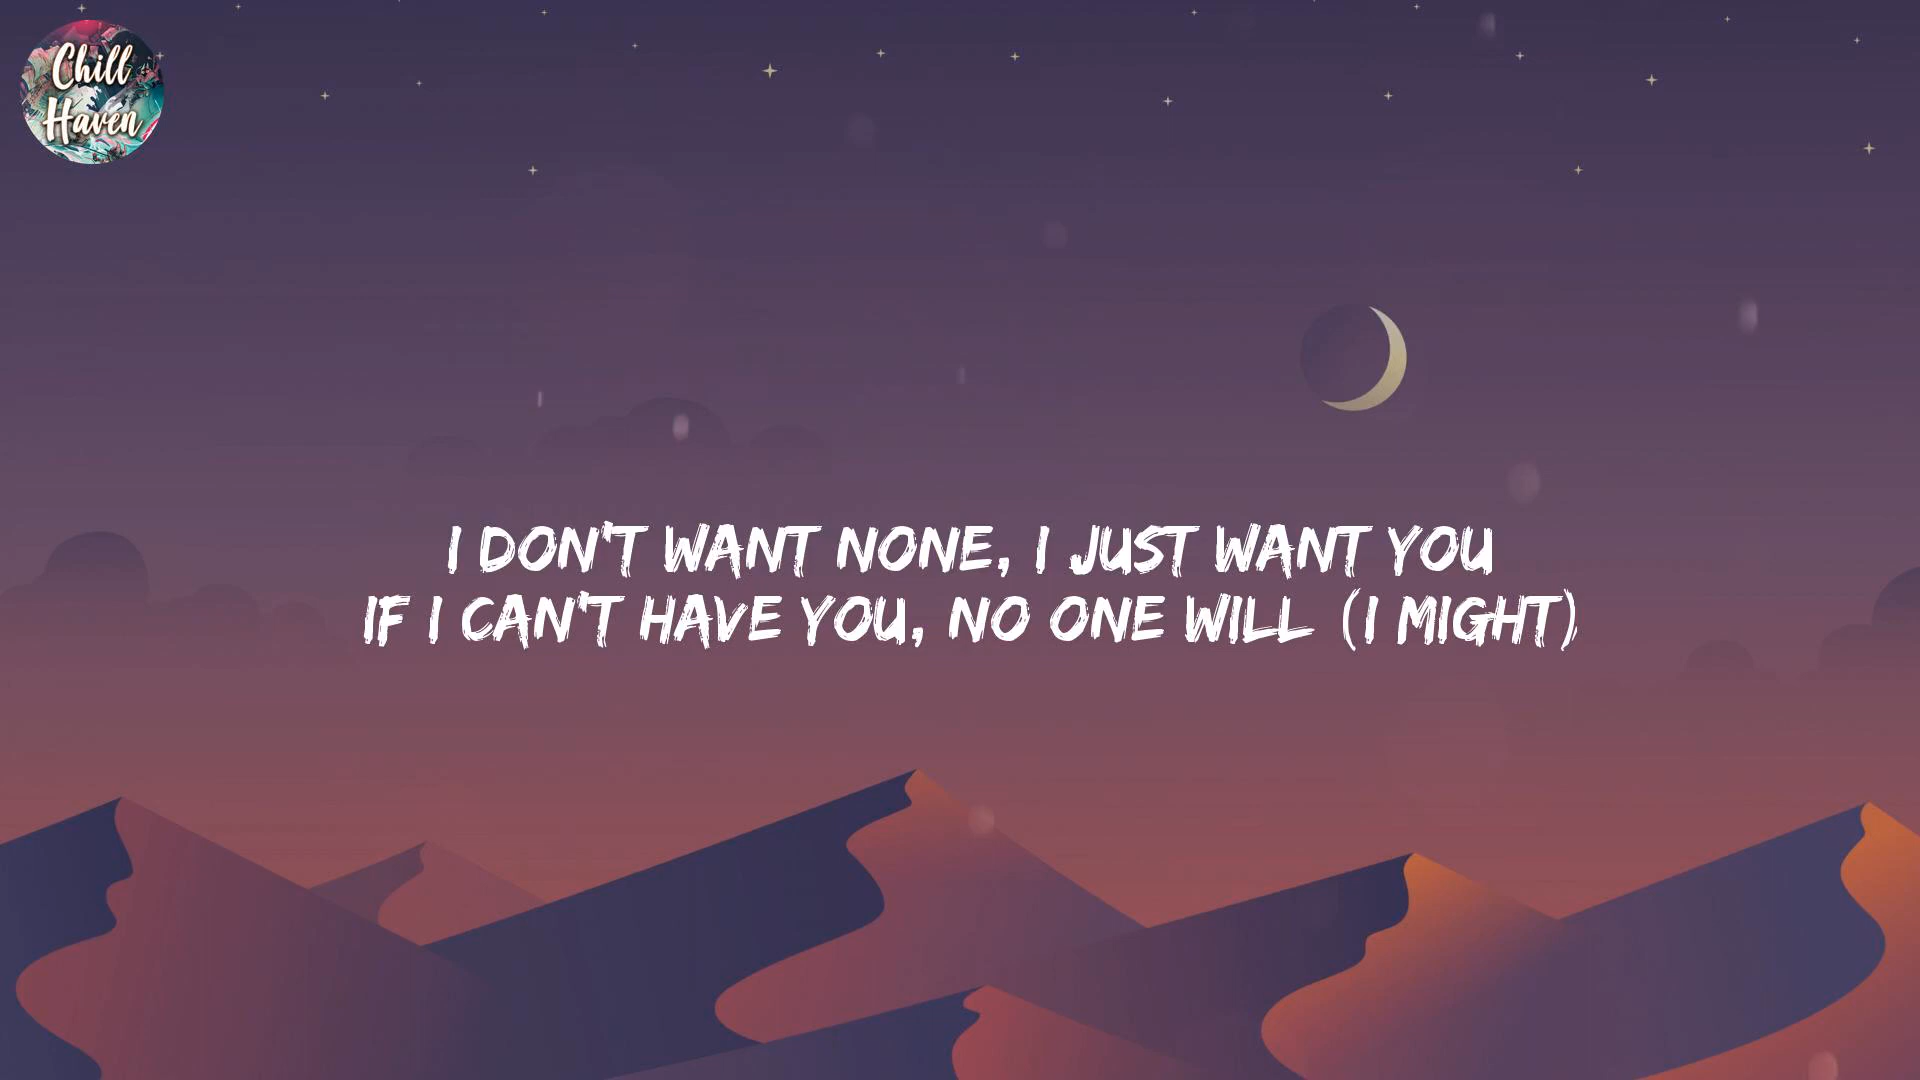 Chill
Haven
I DON'T WANT NONE, I JUST WANT YOU
IF I CAN'T HAVE YOU, NO ONE WILL (I MIGHT)